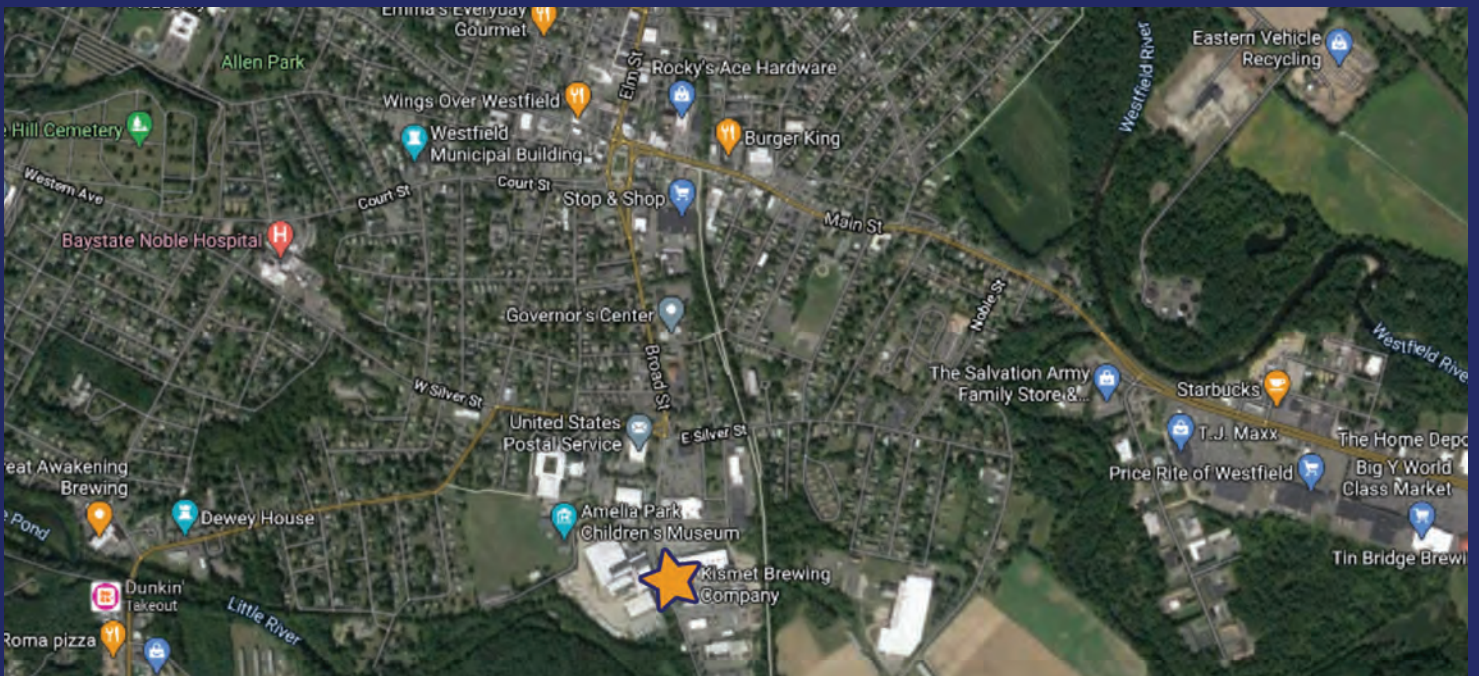 Academy
Emma's Everyday
Gourmet
Allen Park
Elm St
Rocky's Ace Hardware
Westfield River
Eastern Vehicle
Recycling
Wings Over Westfield
e Hill Cemetery
Westfield
Municipal Building
Burger King
Western Ave
Court St
Court St
Stop & Shop
Main St
Baystate Noble Hospital
Governor's Center
Noble St
Westfield Rive
Broad St
The Salvation Army
Family Store &...
Starbucks
W Silver St
United States
Postal Service
E Silver St
T.J. Maxx
The Home Depo
Price Rite of Westfield
Big Y World
Class Market
reat Awakening
Brewing
Dewey House
Amelia Park
Children's Museum
e Pond
Tin Bridge Brewi
Kismet Brewing
Company
Dunkin'
Takeout
Little River
Roma pizza